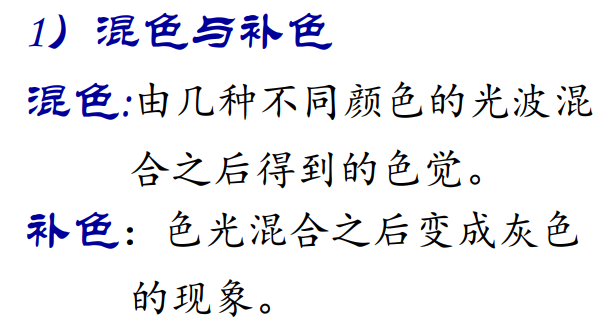 1）混色与补色
混色:由几种不同颜色的光波混
合之后得到的色觉。
补色：色光混合之后变成灰色
的现象。